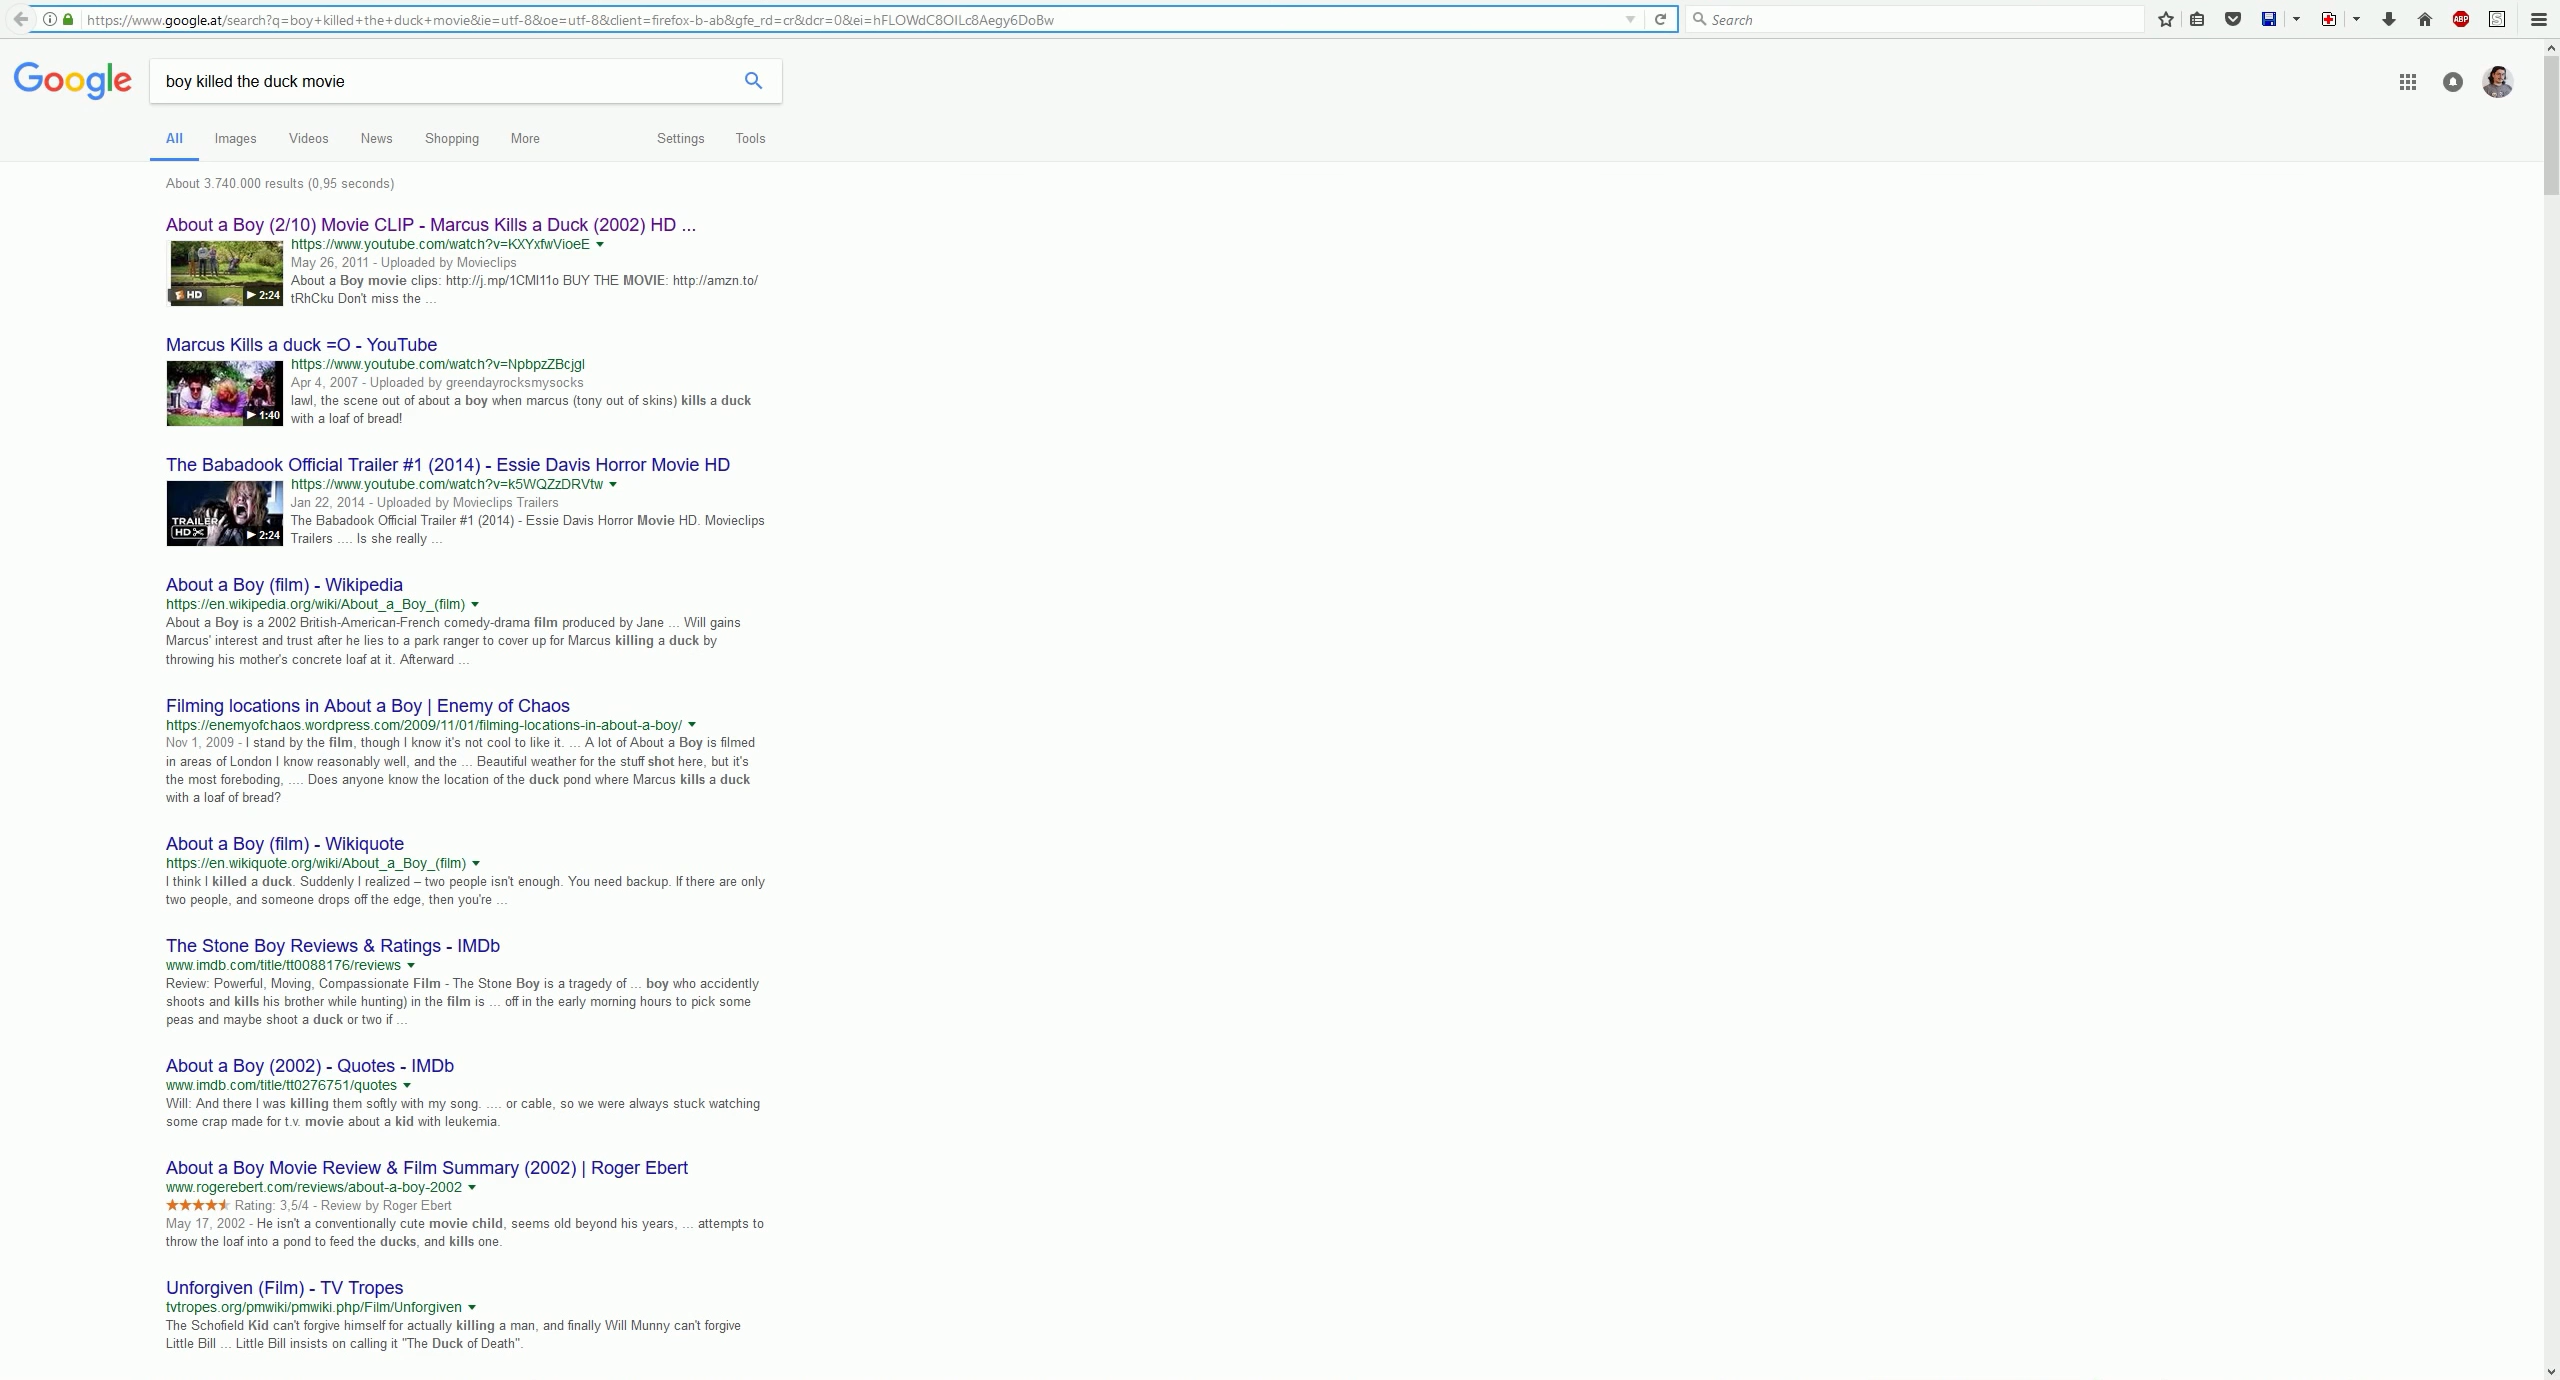 https://www.google.at/search?q=boy+killed+the+duck+movie&ie=utf-8&oe=utf-8&client=firefox-b-ab&gfe_rd=cr&dcr=0&ei=hFLOWdC8OILc8Aegy6DoBw
Search
ABP
S
Google
boy killed the duck movie
All Images Videos News Shopping More Settings Tools
About 3.740.000 results (0,95 seconds)
About a Boy (2/10) Movie CLIP - Marcus Kills a Duck (2002) HD ...
https://www.youtube.com/watch?v=KXYxfwVioeE
May 26, 2011 - Uploaded by Movieclips
About a Boy movie clips: http://j.mp/1CMI11o BUY THE MOVIE: http://amzn.to/
tRhCku Don't miss the ...
HD 2:24
Marcus Kills a duck =O - YouTube
https://www.youtube.com/watch?v=NpbpzZBcjgI
Apr 4, 2007 - Uploaded by greendayrocksmysocks
lawl, the scene out of about a boy when marcus (tony out of skins) kills a duck
with a loaf of bread!
1:40
The Babadook Official Trailer #1 (2014) - Essie Davis Horror Movie HD
https://www.youtube.com/watch?v=k5WQZzDRVtw
Jan 22, 2014 - Uploaded by Movieclips Trailers
The Babadook Official Trailer #1 (2014) - Essie Davis Horror Movie HD. Movieclips
Trailers .... Is she really ...
TRAILER
HD 2:24
About a Boy (film) - Wikipedia
https://en.wikipedia.org/wiki/About_a_Boy_(film)
About a Boy is a 2002 British-American-French comedy-drama film produced by Jane ... Will gains
Marcus' interest and trust after he lies to a park ranger to cover up for Marcus killing a duck by
throwing his mother's concrete loaf at it. Afterward ...
Filming locations in About a Boy | Enemy of Chaos
https://enemyofchaos.wordpress.com/2009/11/01/filming-locations-in-about-a-boy/
Nov 1, 2009 - I stand by the film, though I know it's not cool to like it. ... A lot of About a Boy is filmed
in areas of London I know reasonably well, and the ... Beautiful weather for the stuff shot here, but it's
the most foreboding, .... Does anyone know the location of the duck pond where Marcus kills a duck
with a loaf of bread?
About a Boy (film) - Wikiquote
https://en.wikiquote.org/wiki/About_a_Boy_(film)
I think I killed a duck. Suddenly I realized – two people isn't enough. You need backup. If there are only
two people, and someone drops off the edge, then you're ...
The Stone Boy Reviews & Ratings - IMDb
www.imdb.com/title/tt0088176/reviews
Review: Powerful, Moving, Compassionate Film - The Stone Boy is a tragedy of ... boy who accidently
shoots and kills his brother while hunting) in the film is ... off in the early morning hours to pick some
peas and maybe shoot a duck or two if ...
About a Boy (2002) - Quotes - IMDb
www.imdb.com/title/tt0276751/quotes
Will: And there I was killing them softly with my song. .... or cable, so we were always stuck watching
some crap made for t.v. movie about a kid with leukemia.
About a Boy Movie Review & Film Summary (2002) | Roger Ebert
www.rogerebert.com/reviews/about-a-boy-2002
Rating: 3,5/4 - Review by Roger Ebert
May 17, 2002 - He isn't a conventionally cute movie child, seems old beyond his years, ... attempts to
throw the loaf into a pond to feed the ducks, and kills one.
Unforgiven (Film) - TV Tropes
tvtropes.org/pmwiki/pmwiki.php/Film/Unforgiven
The Schofield Kid can't forgive himself for actually killing a man, and finally Will Munny can't forgive
Little Bill ... Little Bill insists on calling it "The Duck of Death".